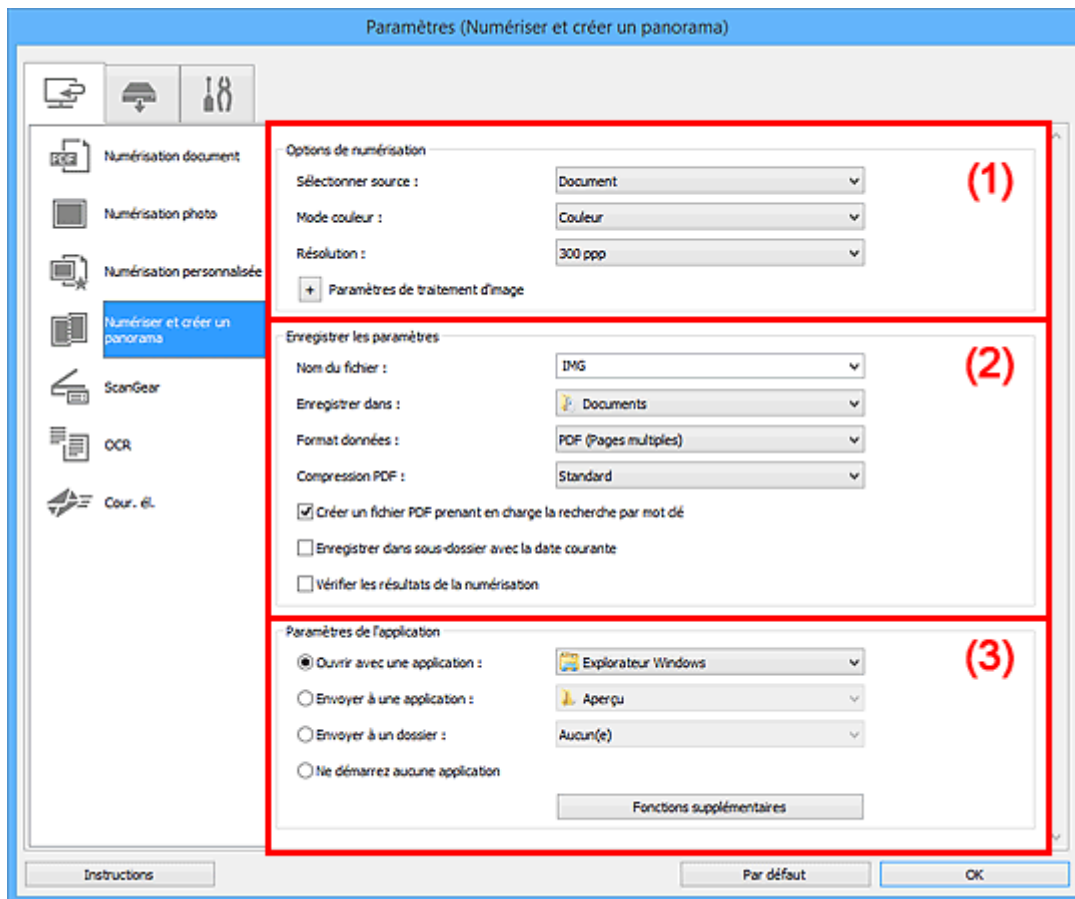 Paramètres (Numériser et créer un panorama)
Numérisation document
Numérisation photo
Numérisation personnalisée
Numériser et créer un
panorama
ScanGear
OCR
Cour. él.
Options de numérisation
(1)
Sélectionner source : Document
Mode couleur : Couleur
Résolution : 300 ppp
+ Paramètres de traitement d'image
Enregistrer les paramètres
(2)
Nom du fichier : IMG
Enregistrer dans : Documents
Format données : PDF (Pages multiples)
Compression PDF : Standard
Créer un fichier PDF prenant en charge la recherche par mot clé
Enregistrer dans sous-dossier avec la date courante
Vérifier les résultats de la numérisation
Paramètres de l'application
(3)
Ouvrir avec une application : Explorateur Windows
Envoyer à une application : Aperçu
Envoyer à un dossier : Aucun(e)
Ne démarrez aucune application
Fonctions supplémentaires
Instructions
Par défaut
OK